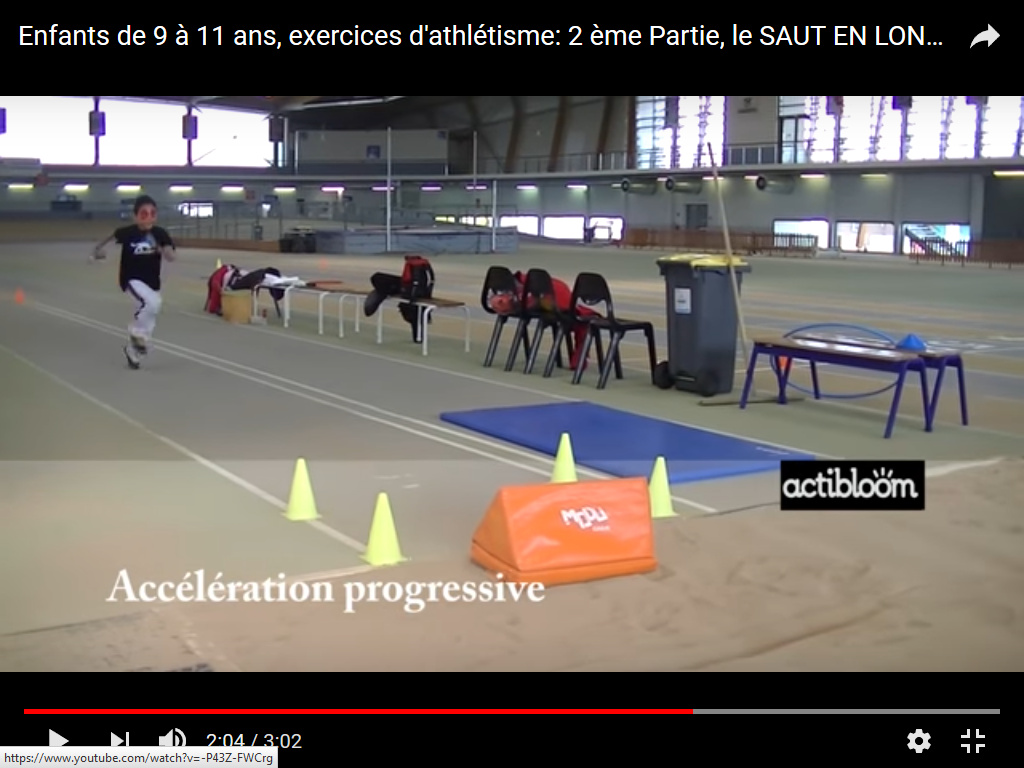 Enfants de 9 à 11 ans, exercices d'athlétisme: 2 ème Partie, le SAUT EN LON…
actibloom
MODU
Accélération progressive
2:04 / 3:02
https://www.youtube.com/watch?v=-P43Z-FWCrg